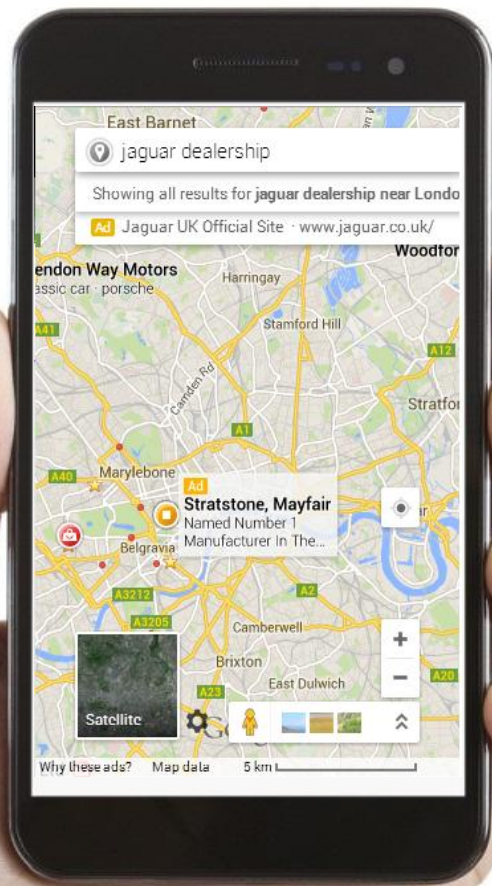 East Barnet
jaguar dealership
Showing all results for jaguar dealership near Londo
Ad Jaguar UK Official Site · www.jaguar.co.uk/
Woodfor
endon Way Motors
assic car · porsche
Harringay
A41
Stamford Hill
A12
Camden Rd
Stratfor
A1
A40
Marylebone
Ad
Stratstone, Mayfair
Named Number 1
Manufacturer In The...
Belgravia
A3212
A2
A3205
Camberwell
Brixton
A20
East Dulwich
A23
Satellite
Why these ads? Map data 5 km